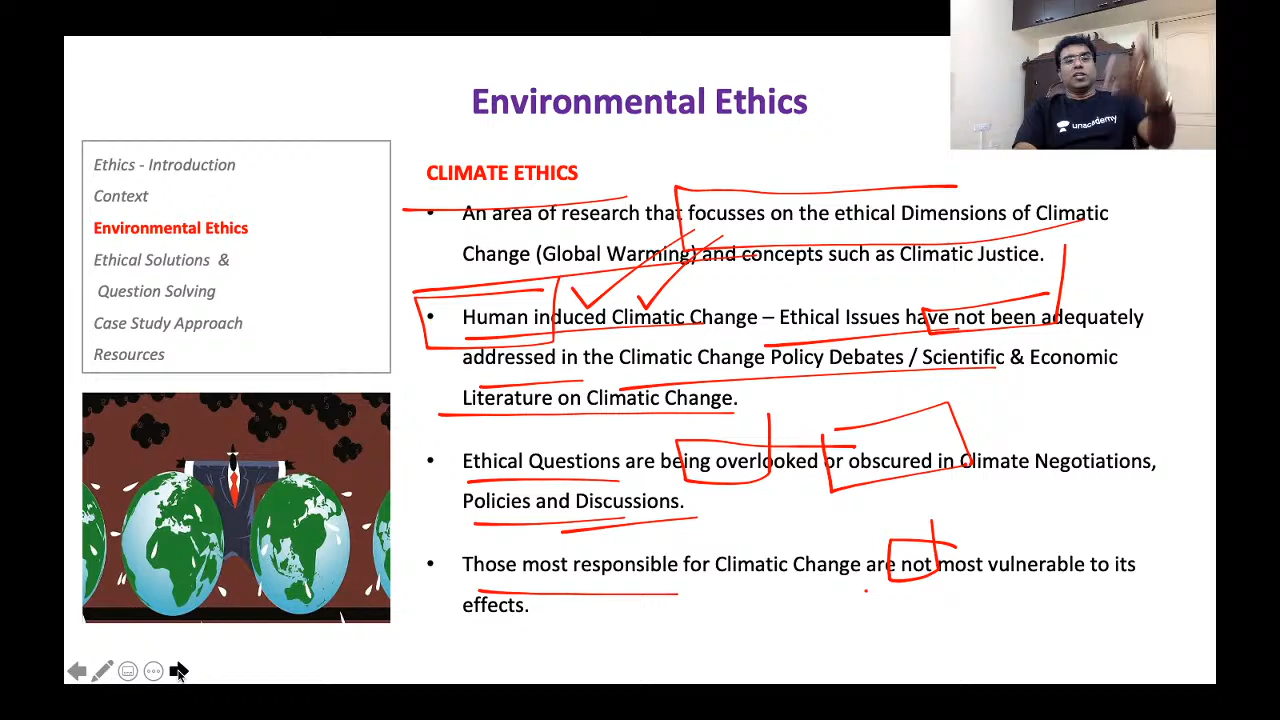 Environmental Ethics
unacademy
Ethics - Introduction
Context
Environmental Ethics
Ethical Solutions &
Question Solving
Case Study Approach
Resources
CLIMATE ETHICS
• An area of research that focusses on the ethical Dimensions of Climatic
Change (Global Warming) and concepts such as Climatic Justice.
• Human induced Climatic Change – Ethical Issues have not been adequately
addressed in the Climatic Change Policy Debates / Scientific & Economic
Literature on Climatic Change.
• Ethical Questions are being overlooked or obscured in Climate Negotiations,
Policies and Discussions.
• Those most responsible for Climatic Change are not most vulnerable to its
effects.